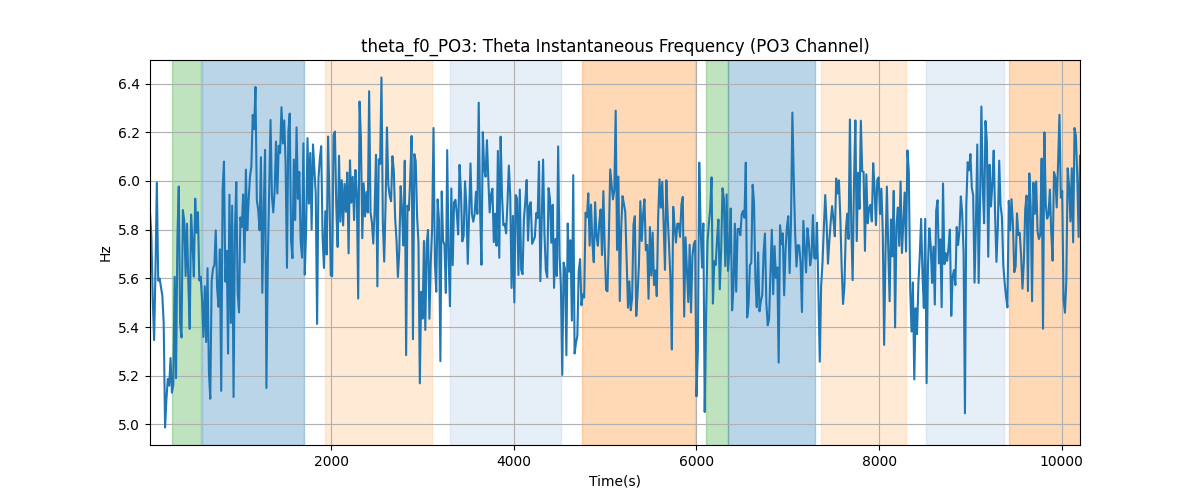 theta_f0_PO3: Theta Instantaneous Frequency (PO3 Channel)
6.4
6.2
6.0
5.8
5.6
5.4
5.2
5.0
Hz
2000 4000 6000 8000 10000
Time(s)